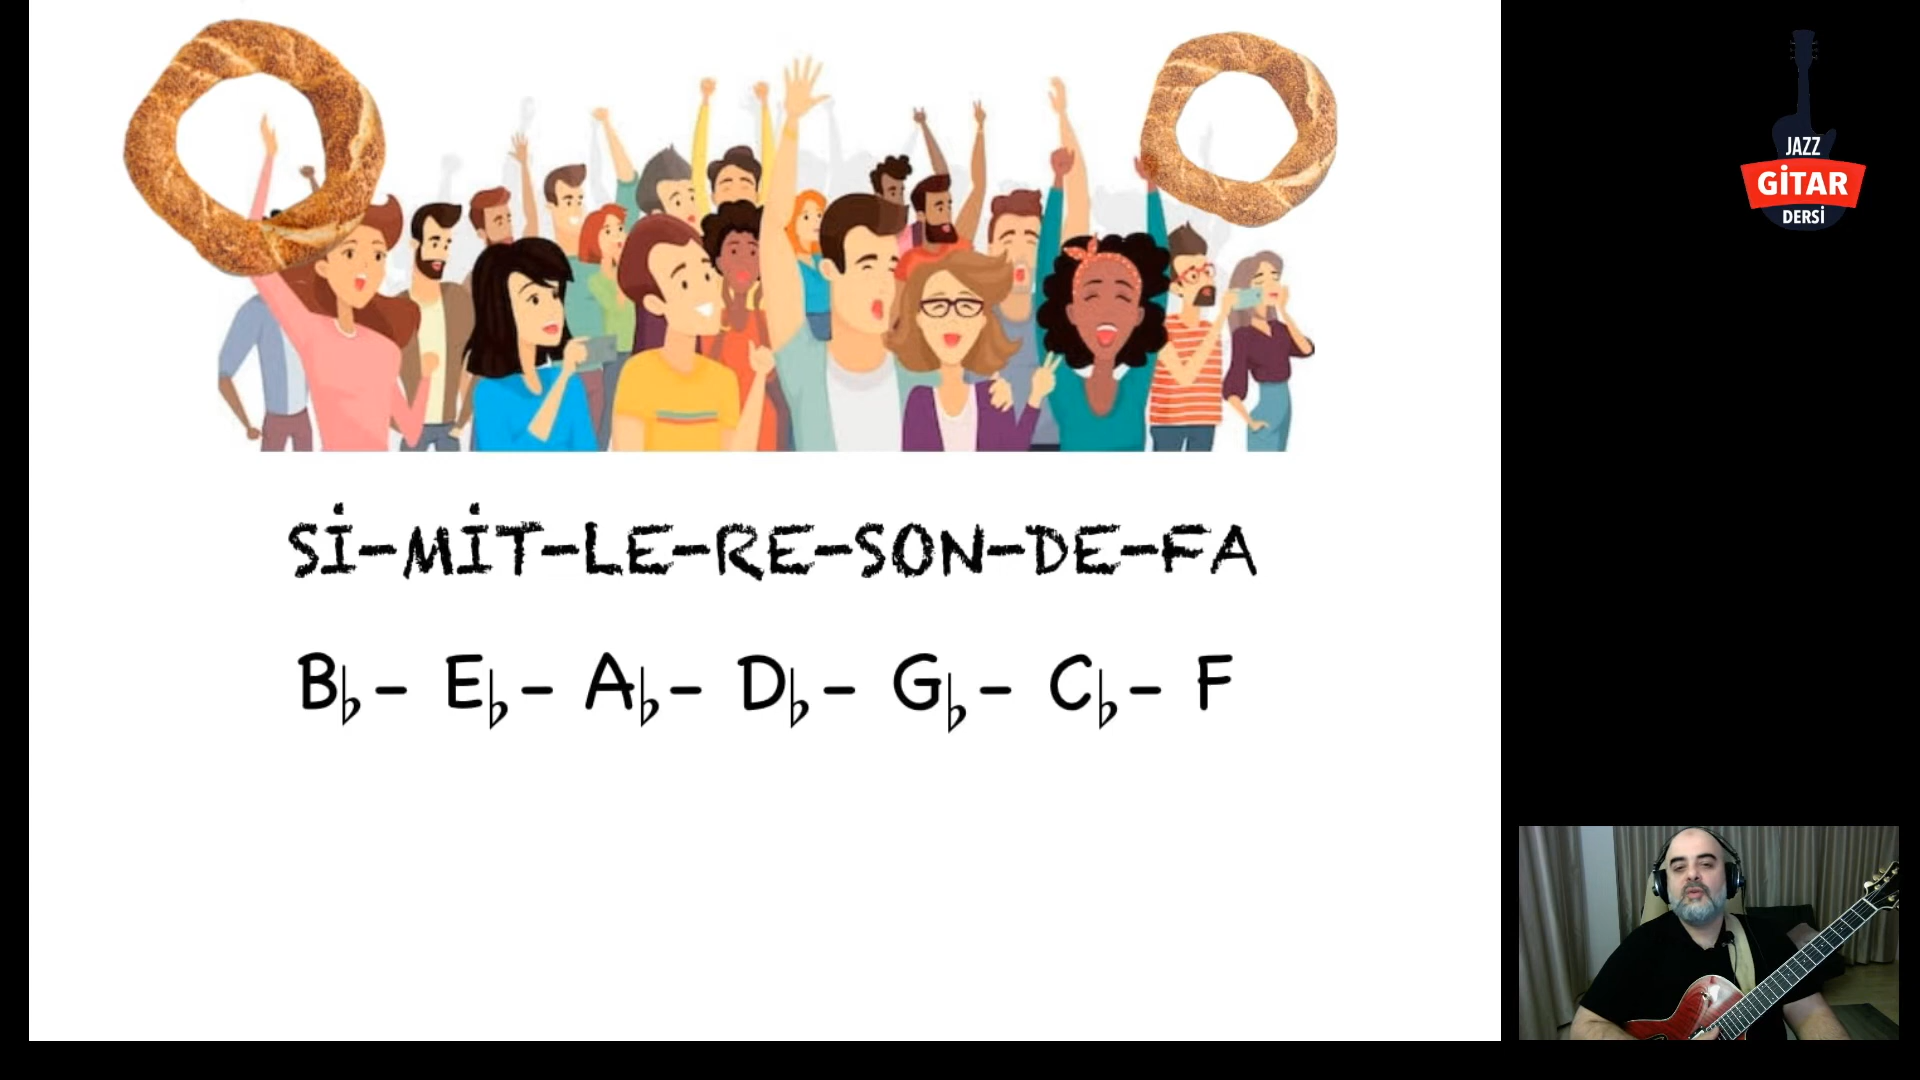 JAZZ
GİTAR
DERSİ
Sİ-MİT-LE-RE-SON-DE-FA
B♭- E♭- A♭- D♭- G♭- C♭- F